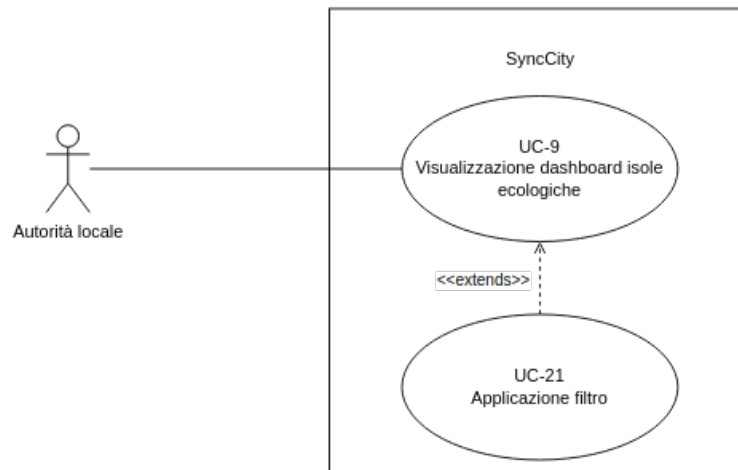 SyncCity
UC-9
Visualizzazione dashboard isole
ecologiche
Autorità locale
<<extends>>
UC-21
Applicazione filtro